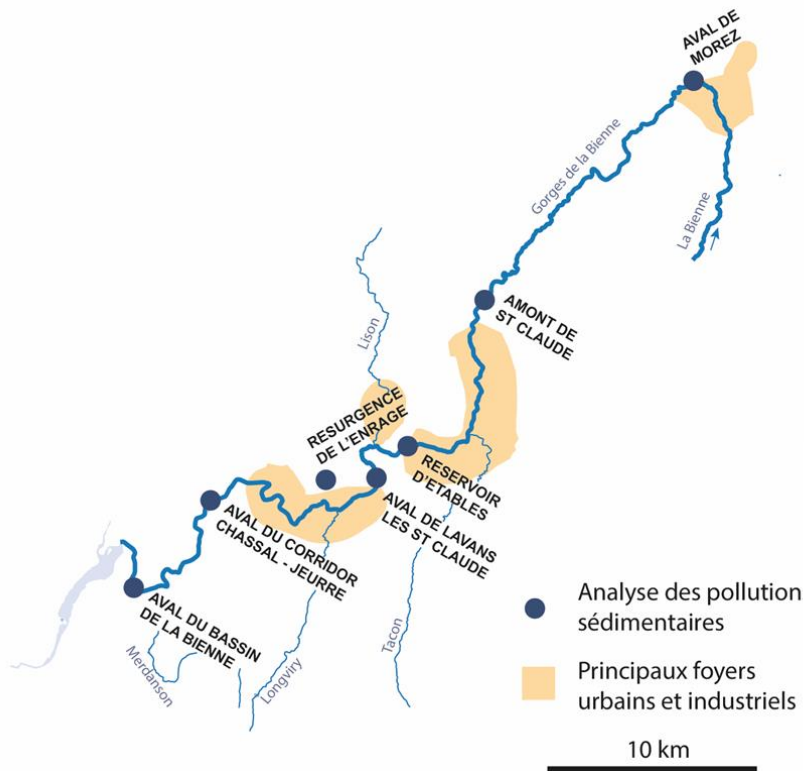 AVAL DE
MOREZ
Gorges de la Bienne
La Bienne
AMONT DE
ST CLAUDE
Lison
RESURGENCE
DE L'ENRAGE
RESERVOIR
D'ETABLES
AVAL DE LAVANS
LES ST CLAUDE
AVAL DU CORRIDOR
CHASSAL - JEURRE
AVAL DU BASSIN
DE LA BIENNE
Merdanson
Longviry
Tacon
Analyse des pollution
sédimentaires
Principaux foyers
urbains et industriels
10 km